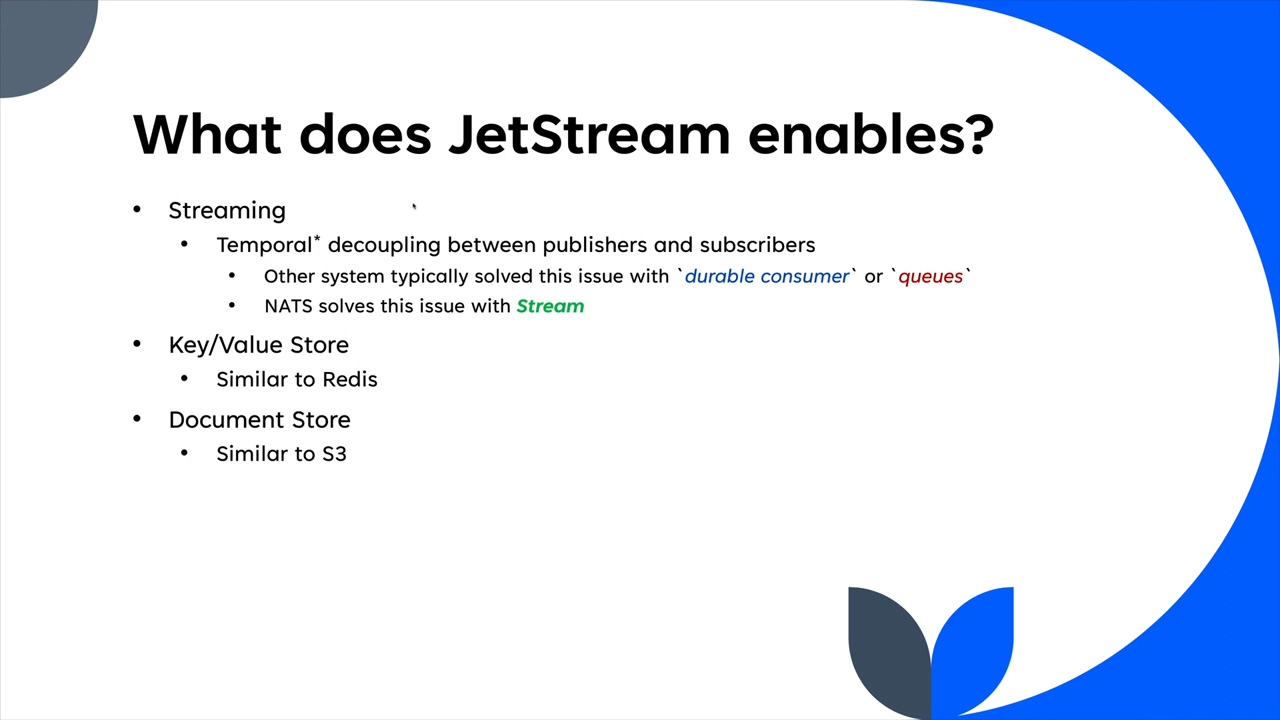 What does JetStream enables?
• Streaming
• Temporal* decoupling between publishers and subscribers
• Other system typically solved this issue with `durable consumer` or `queues`
• NATS solves this issue with Stream
• Key/Value Store
• Similar to Redis
• Document Store
• Similar to S3